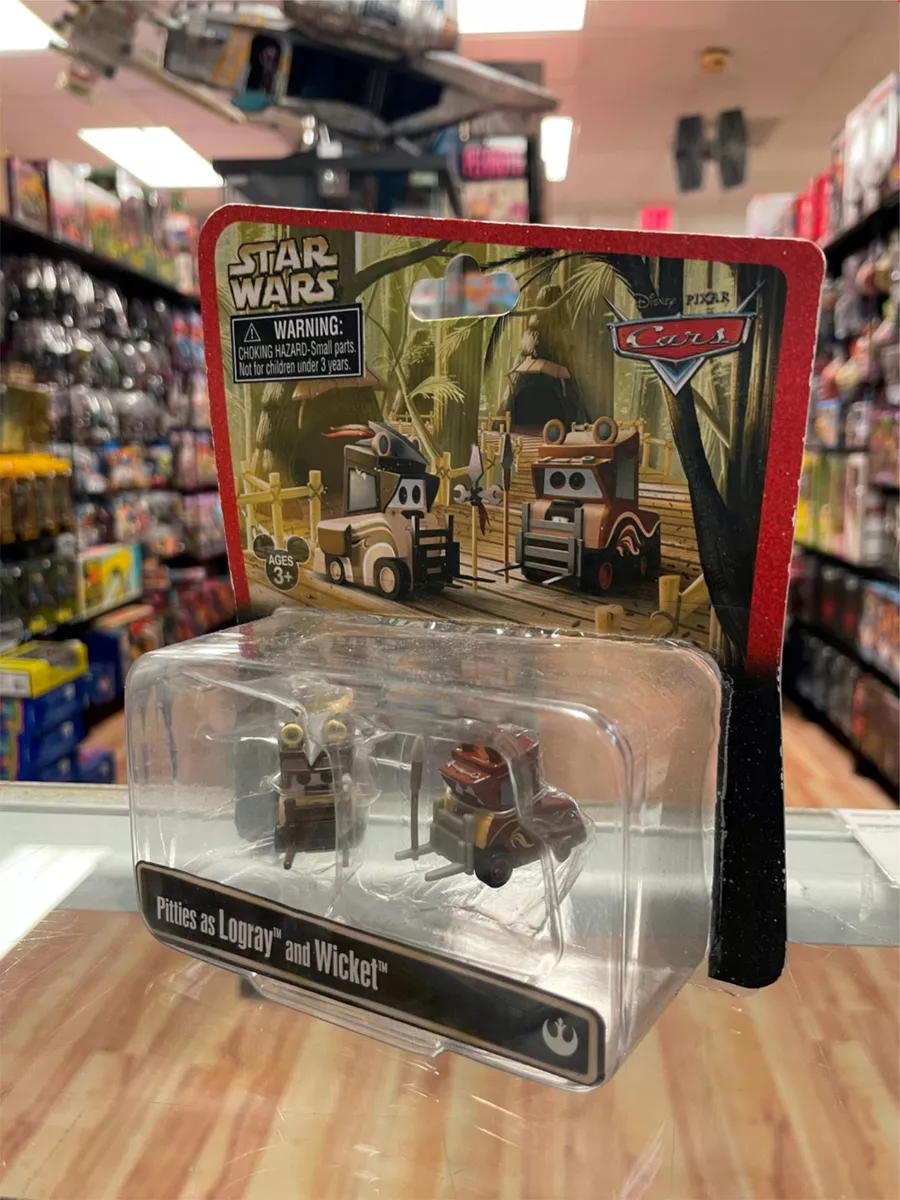 STAR
WARS
WARNING:
CHOKING HAZARD-Small parts.
Not for children under 3 years.
Disney PIXAR
Cars
AGES
3+
Pitties as Logray™ and Wicket™